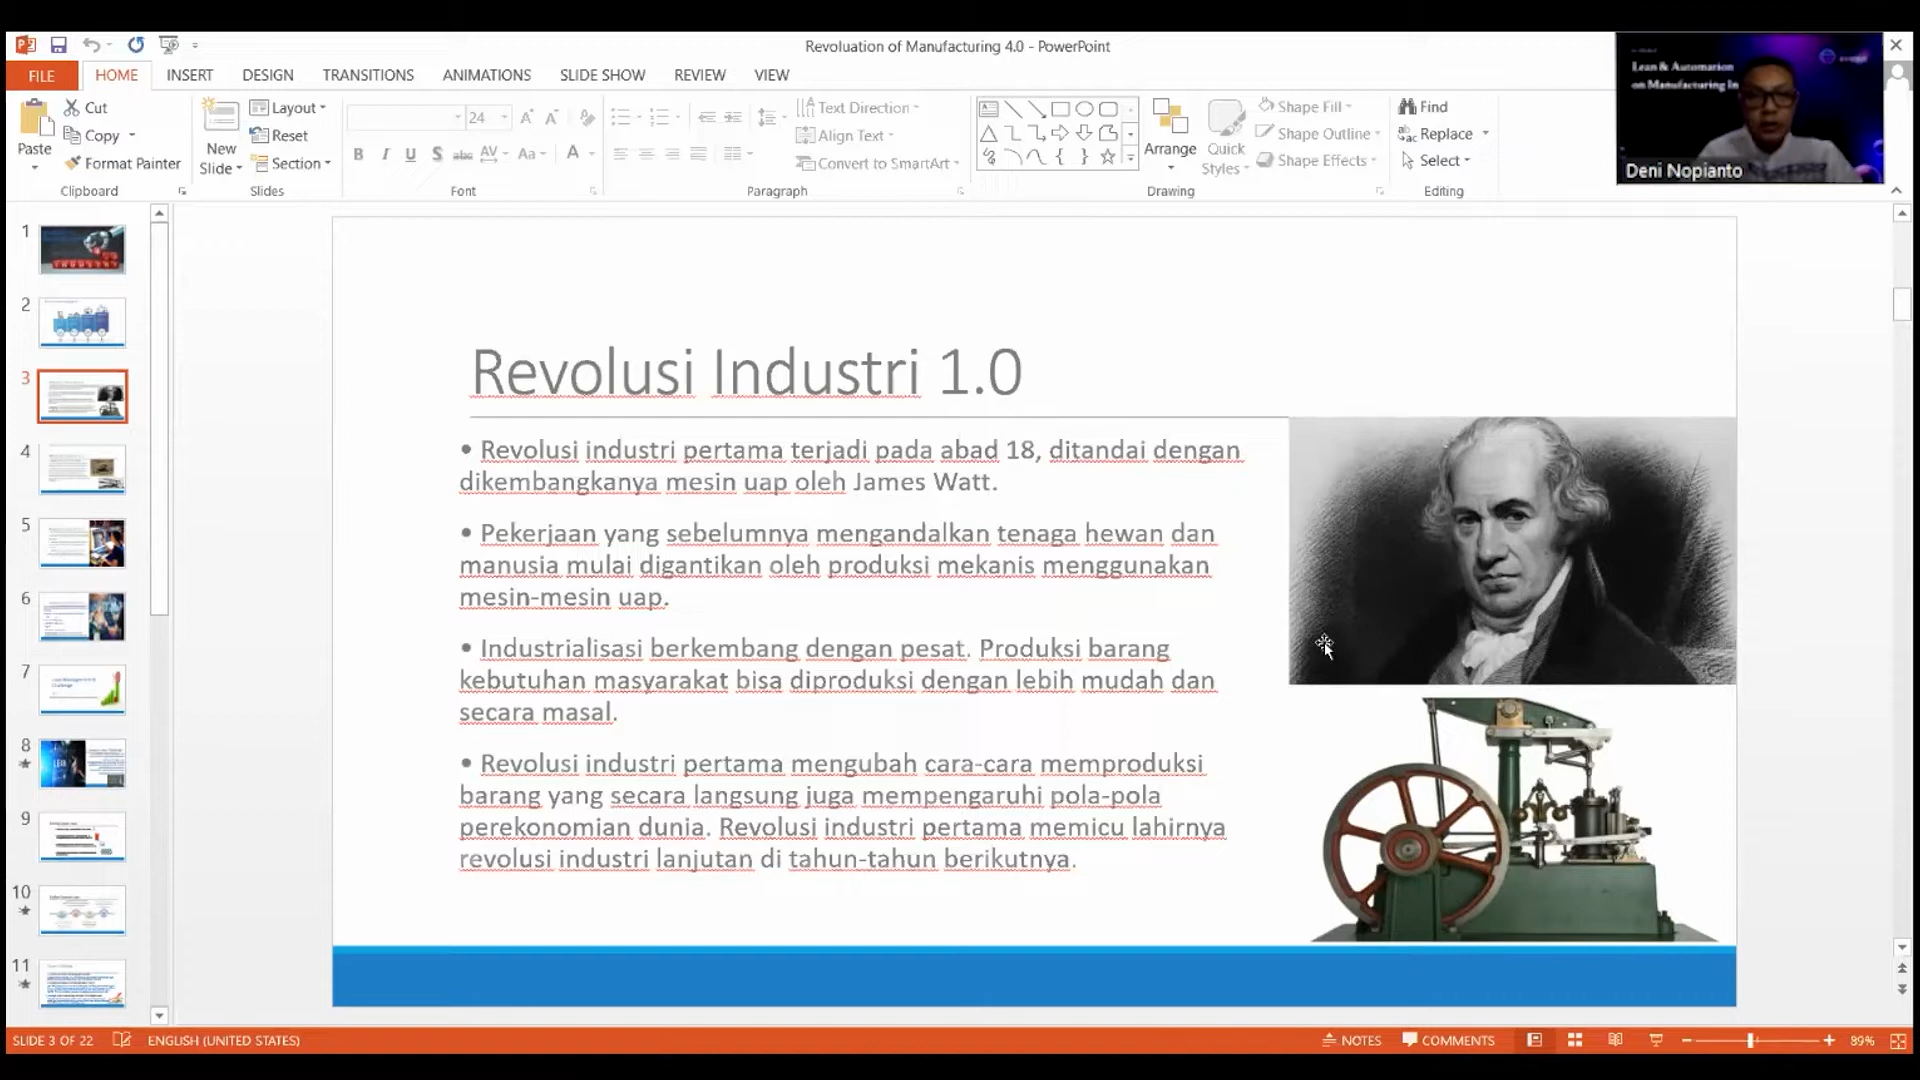 Revoluation of Manufacturing 4.0 - PowerPoint
FILE HOME INSERT DESIGN TRANSITIONS ANIMATIONS SLIDE SHOW REVIEW VIEW
Cut
Copy
Format Painter
Paste
Clipboard
New
Slide
Layout
Reset
Section
Slides
24
Font
Text Direction
Align Text
Convert to SmartArt
Paragraph
Arrange
Quick
Styles
Shape Fill
Shape Outline
Shape Effects
Drawing
Find
Replace
Select
Editing
Lean & Automation
on Manufacturing In
Deni Nopianto
1
2
3
4
5
6
7
8
9
10
11
Revolusi Industri 1.0
• Revolusi industri pertama terjadi pada abad 18, ditandai dengan
dikembangkanya mesin uap oleh James Watt.
• Pekerjaan yang sebelumnya mengandalkan tenaga hewan dan
manusia mulai digantikan oleh produksi mekanis menggunakan
mesin-mesin uap.
• Industrialisasi berkembang dengan pesat. Produksi barang
kebutuhan masyarakat bisa diproduksi dengan lebih mudah dan
secara masal.
• Revolusi industri pertama mengubah cara-cara memproduksi
barang yang secara langsung juga mempengaruhi pola-pola
perekonomian dunia. Revolusi industri pertama memicu lahirnya
revolusi industri lanjutan di tahun-tahun berikutnya.
SLIDE 3 OF 22 ENGLISH (UNITED STATES) NOTES COMMENTS 89%